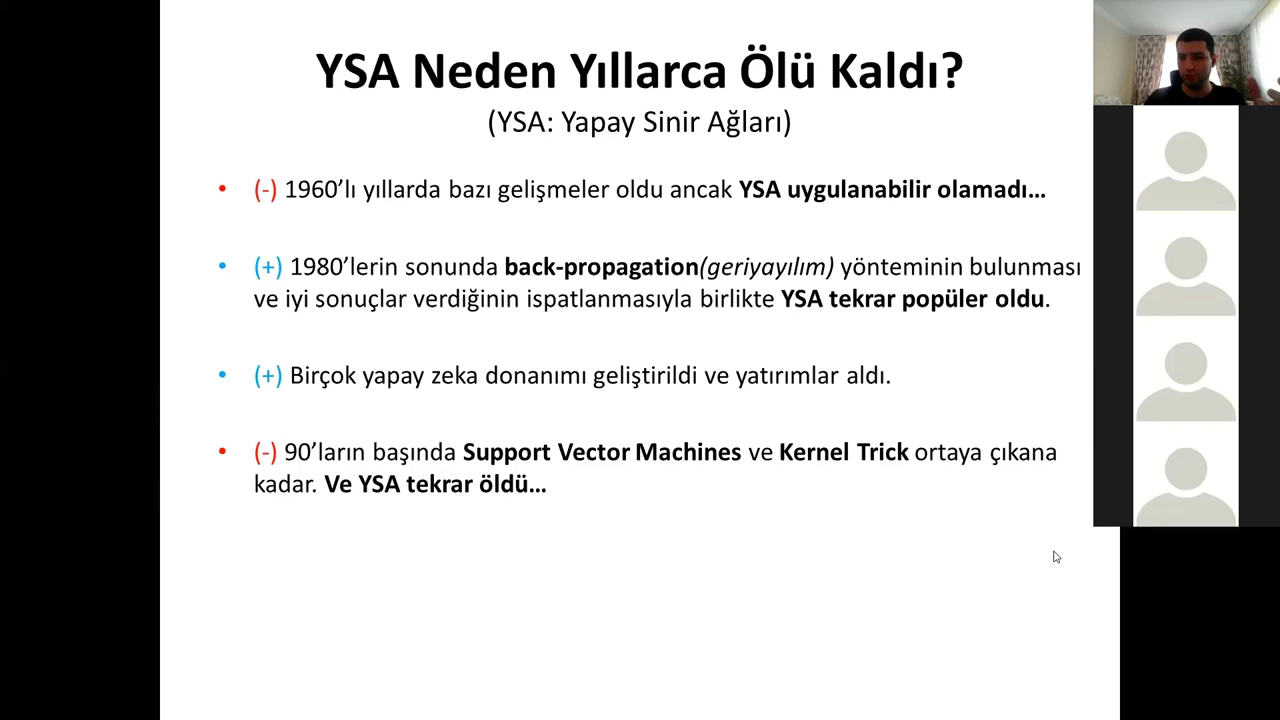 YSA Neden Yıllarca Ölü Kaldı?
(YSA: Yapay Sinir Ağları)
• (-) 1960’lı yıllarda bazı gelişmeler oldu ancak YSA uygulanabilir olamadı…
• (+) 1980’lerin sonunda back-propagation(geriyayılım) yönteminin bulunması
ve iyi sonuçlar verdiğinin ispatlanmasıyla birlikte YSA tekrar popüler oldu.
• (+) Birçok yapay zeka donanımı geliştirildi ve yatırımlar aldı.
• (-) 90’ların başında Support Vector Machines ve Kernel Trick ortaya çıkana
kadar. Ve YSA tekrar öldü…